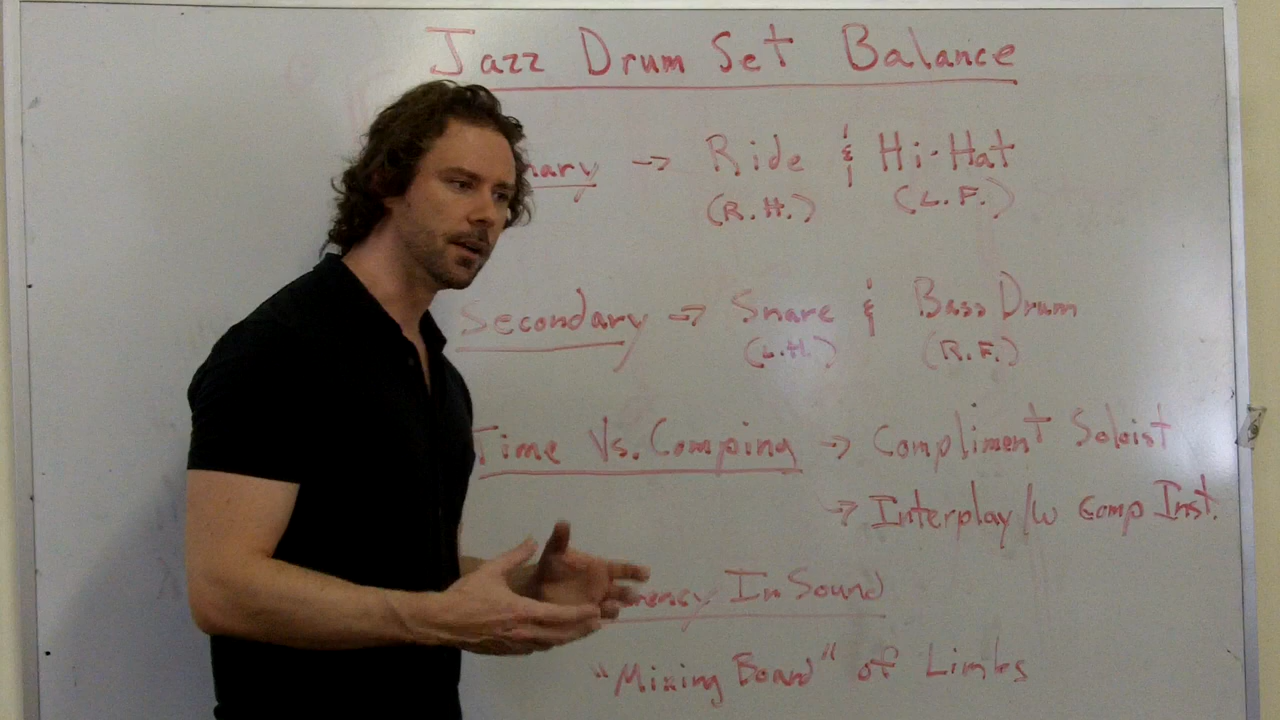 Jazz Drum Set Balance
mary → Ride & Hi-Hat
(R.H.) (L.F.)
Secondary → Snare & Bass Drum
(L.H.) (R.F.)
Time Vs. Comping → Compliment Soloist
→ Interplay /w Comp Inst.
In Sound
"Mixing Board" of Limbs